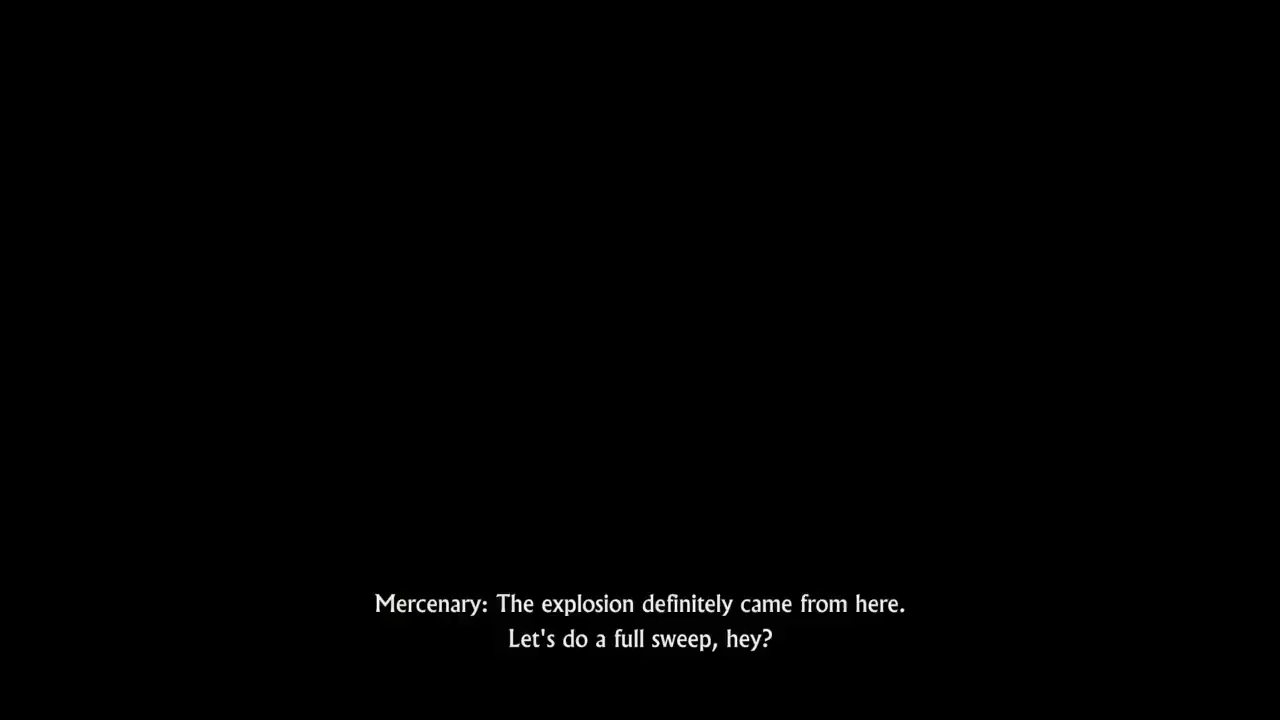 Mercenary: The explosion definitely came from here.
Let's do a full sweep, hey?